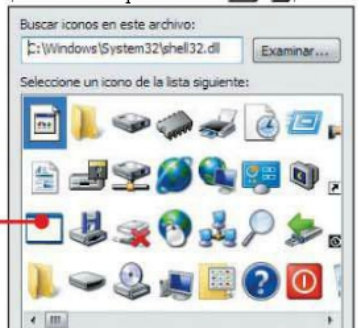 Buscar iconos en este archivo:
C:\Windows\System32\shell32.dll
Examinar...
Seleccione un icono de la lista siguiente: